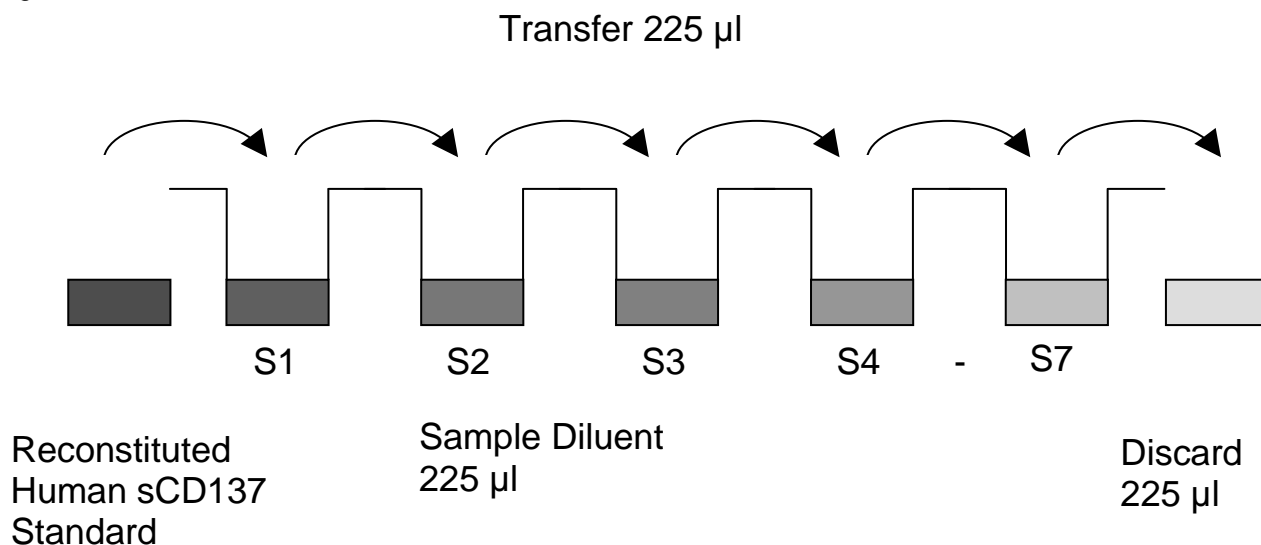 Transfer 225 µl
S1 S2 S3 S4 - S7
Reconstituted
Human sCD137
Standard
Sample Diluent
225 µl
Discard
225 µl